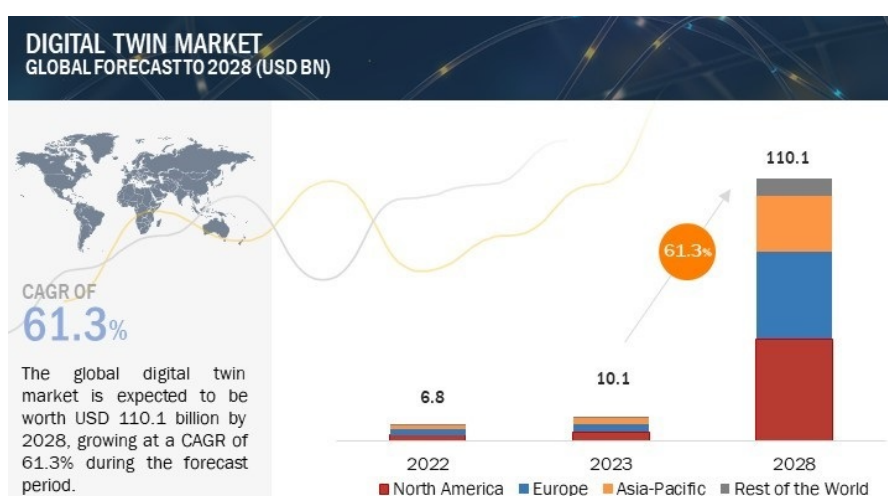 DIGITAL TWIN MARKET
GLOBAL FORECAST TO 2028 (USD BN)
CAGR OF
61.3%
The global digital twin
market is expected to be
worth USD 110.1 billion by
2028, growing at a CAGR of
61.3% during the forecast
period.
110.1
61.3%
10.1
6.8
2022 2023 2028
North America Europe Asia-Pacific Rest of the World